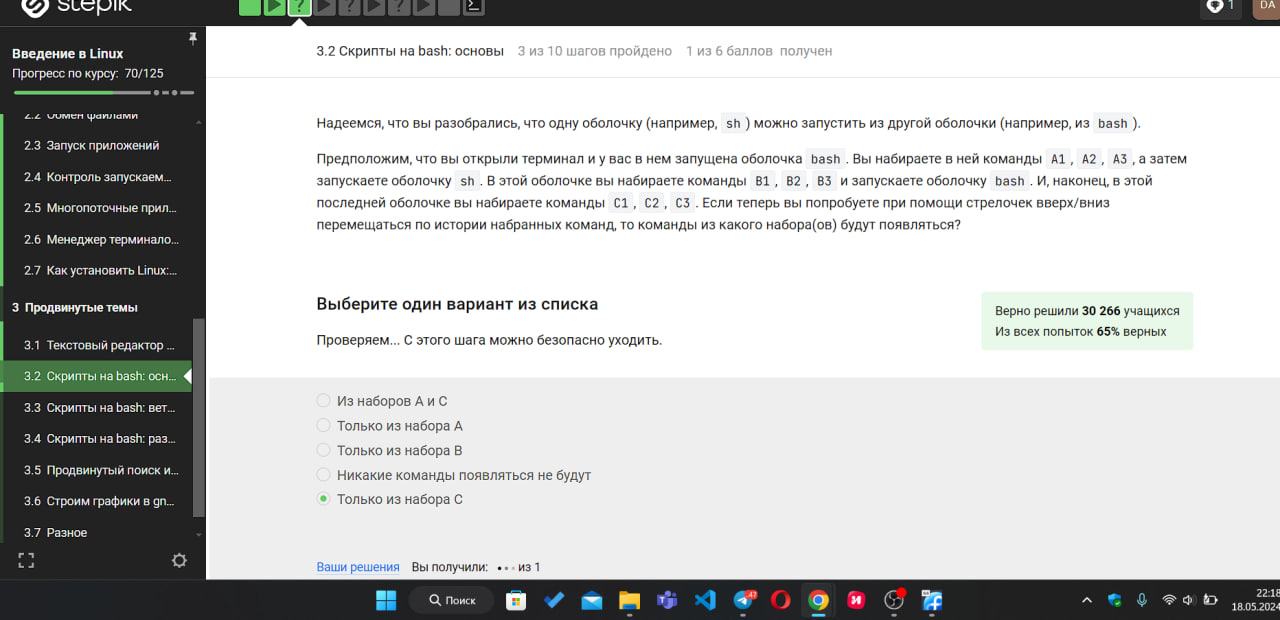 stepik
1
DA
Введение в Linux
Прогресс по курсу: 70/125
3.2 Скрипты на bash: основы 3 из 10 шагов пройдено 1 из 6 баллов получен
2.2 Обмен файлами
2.3 Запуск приложений
2.4 Контроль запускаем...
2.5 Многопоточные прил...
2.6 Менеджер терминало...
2.7 Как установить Linux:...
3 Продвинутые темы
3.1 Текстовый редактор ...
3.2 Скрипты на bash: осн...
3.3 Скрипты на bash: вет...
3.4 Скрипты на bash: раз...
3.5 Продвинутый поиск и...
3.6 Строим графики в gn...
3.7 Разное
Надеемся, что вы разобрались, что одну оболочку (например, sh ) можно запустить из другой оболочки (например, из bash ).
Предположим, что вы открыли терминал и у вас в нем запущена оболочка bash . Вы набираете в ней команды A1 , A2 , A3 , а затем
запускаете оболочку sh . В этой оболочке вы набираете команды B1 , B2 , B3 и запускаете оболочку bash . И, наконец, в этой
последней оболочке вы набираете команды C1 , C2 , C3 . Если теперь вы попробуете при помощи стрелочек вверх/вниз
перемещаться по истории набранных команд, то команды из какого набора(ов) будут появляться?
Выберите один вариант из списка
Проверяем... С этого шага можно безопасно уходить.
Верно решили 30 266 учащихся
Из всех попыток 65% верных
Из наборов A и C
Только из набора A
Только из набора B
Никакие команды появляться не будут
Только из набора C
Ваши решения Вы получили: ... из 1
Поиск
47
22:18
18.05.2024